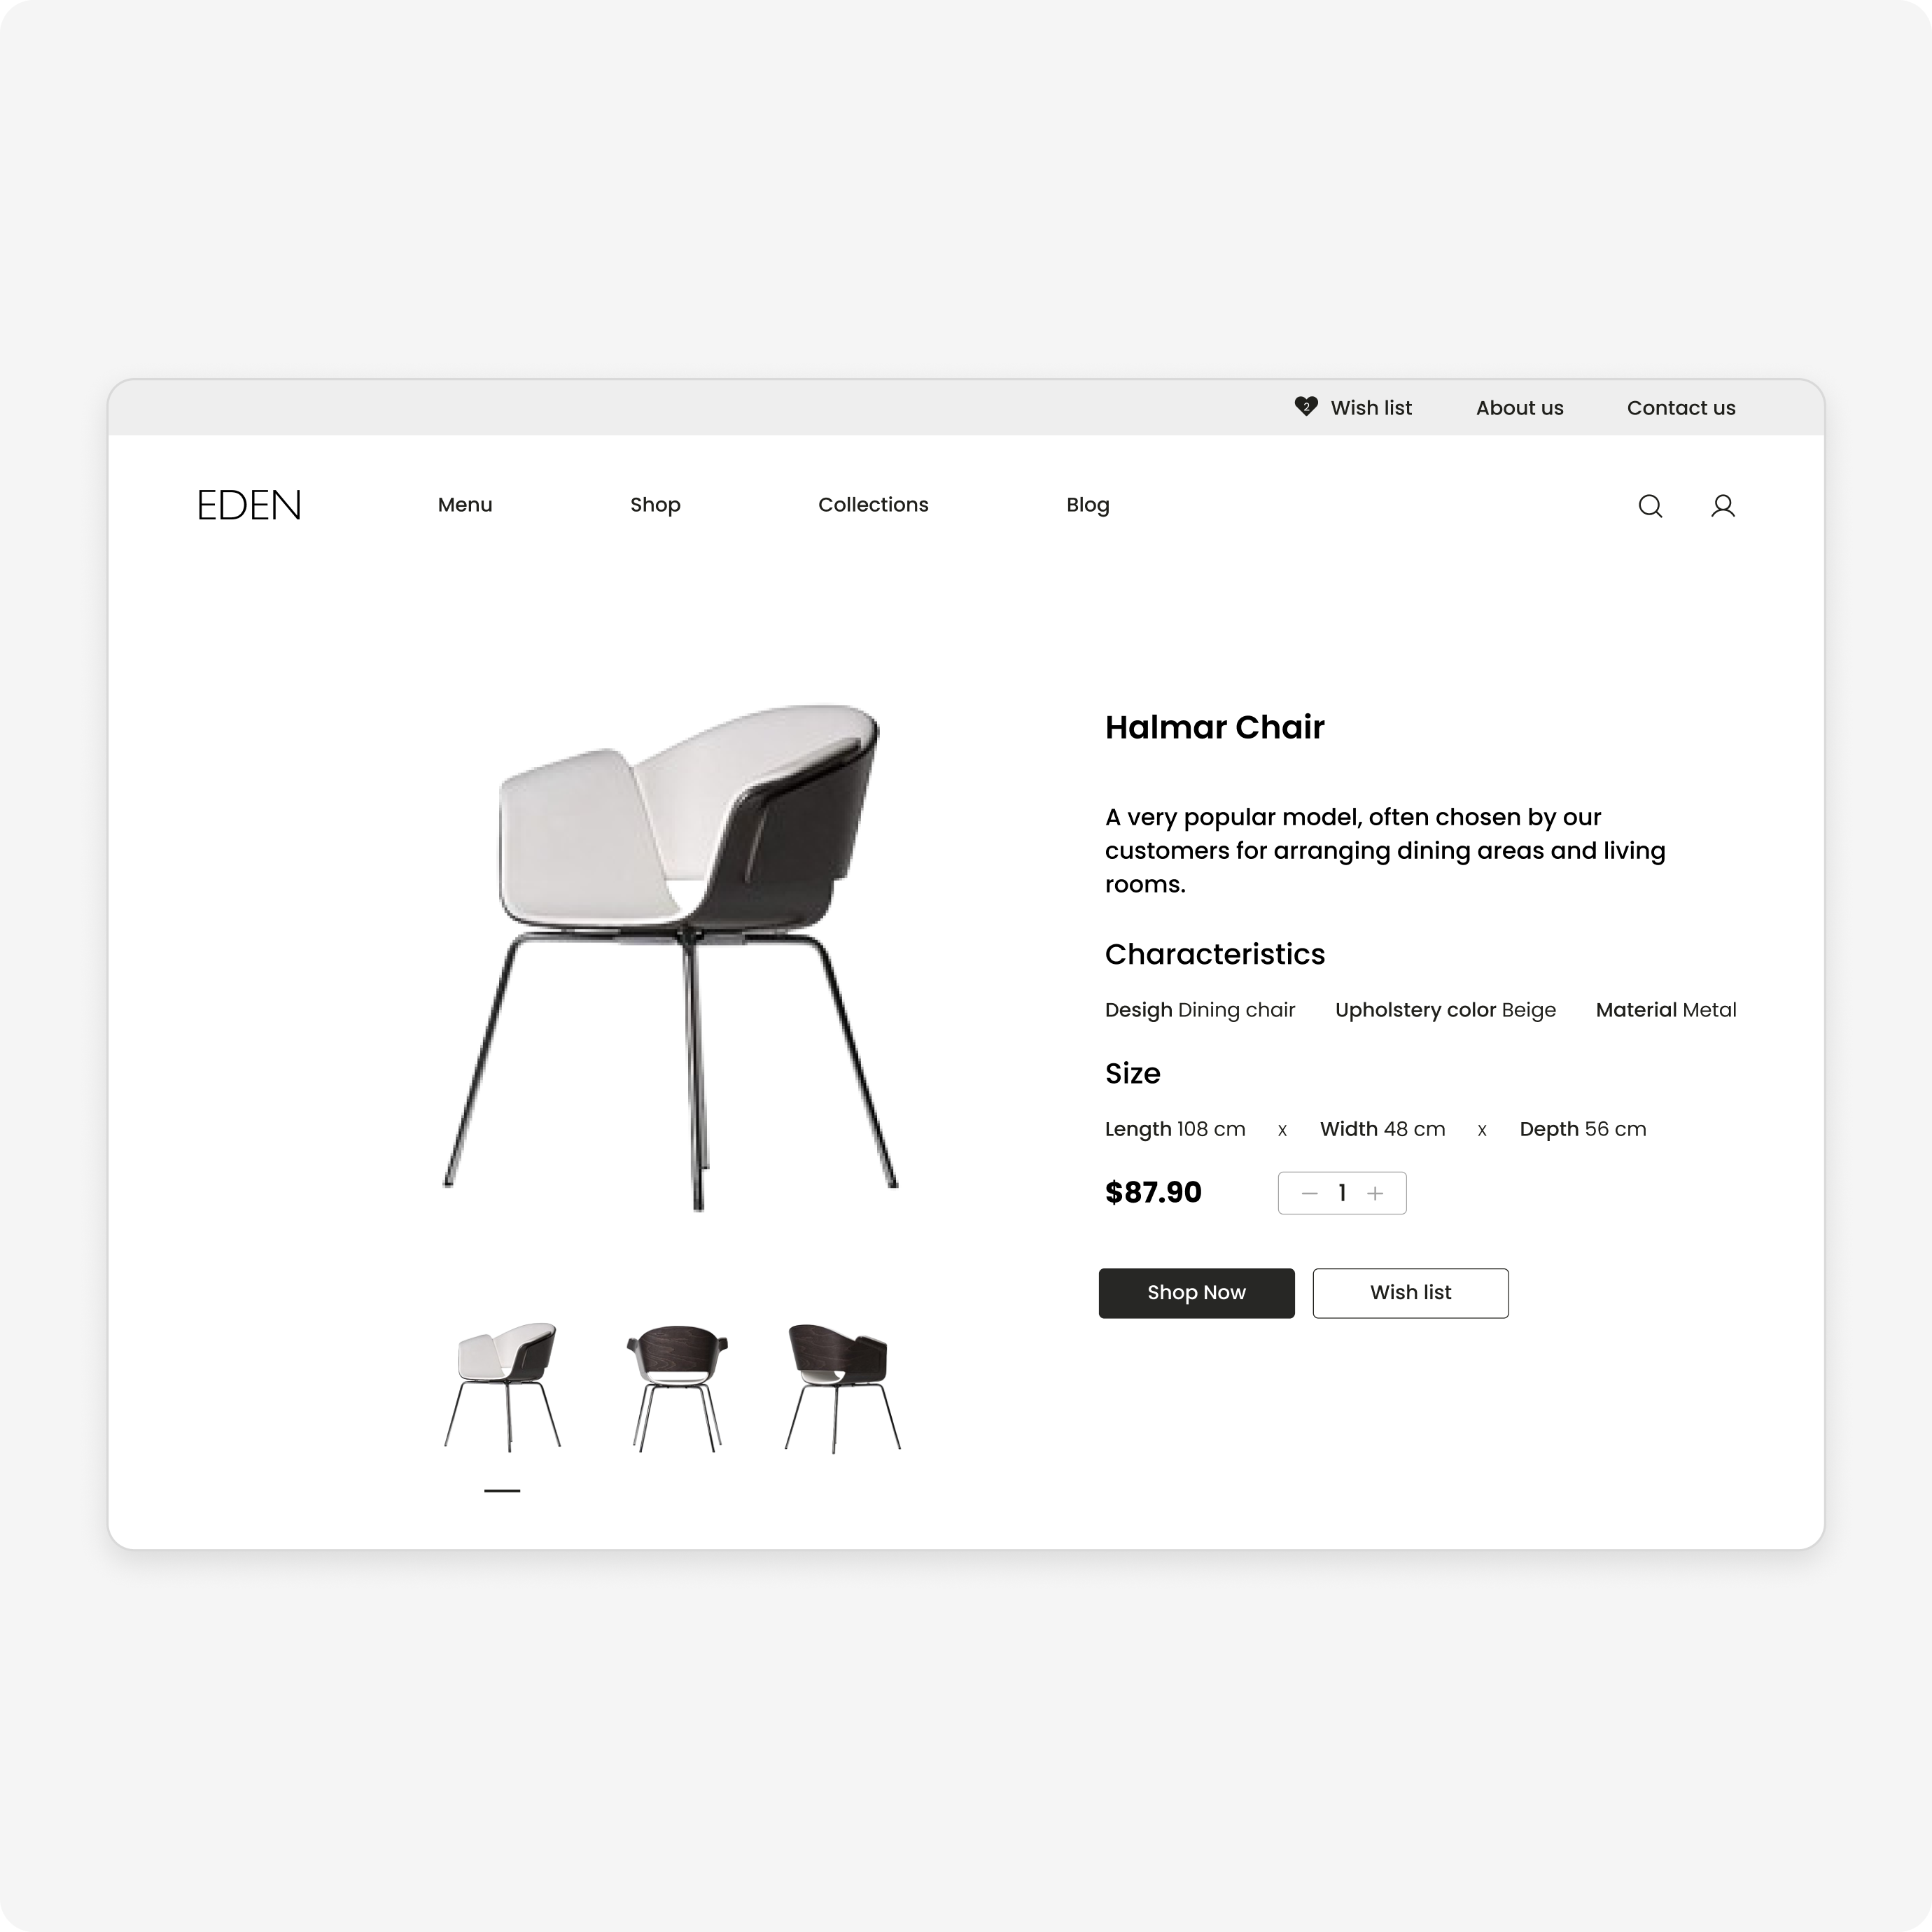 2 Wish list About us Contact us
EDEN Menu Shop Collections Blog
Halmar Chair
A very popular model, often chosen by our
customers for arranging dining areas and living
rooms.
Characteristics
Desigh Dining chair Upholstery color Beige Material Metal
Size
Length 108 cm x Width 48 cm x Depth 56 cm
$87.90 − 1 +
Shop Now Wish list